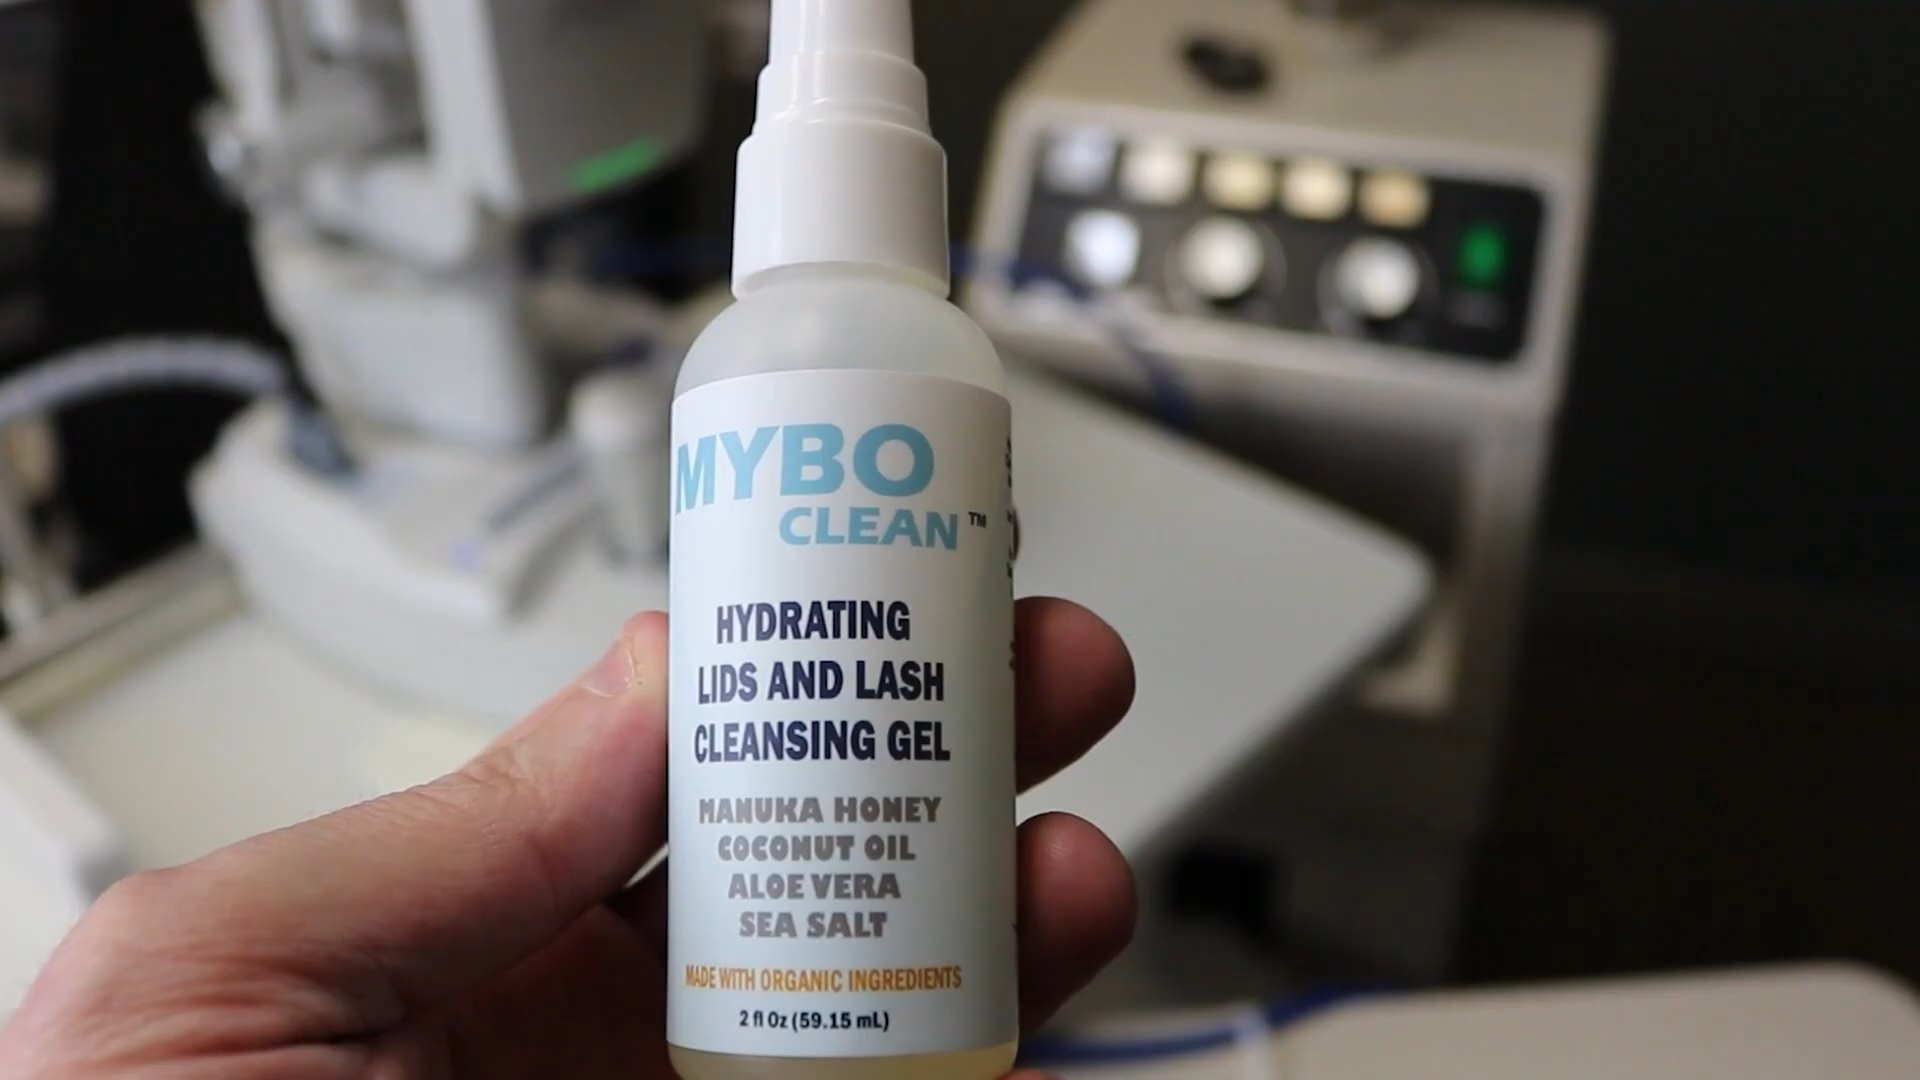 MYBO
CLEAN™
HYDRATING
LIDS AND LASH
CLEANSING GEL
MANUKA HONEY
COCONUT OIL
ALOE VERA
SEA SALT
MADE WITH ORGANIC INGREDIENTS
2 fl Oz (59.15 mL)